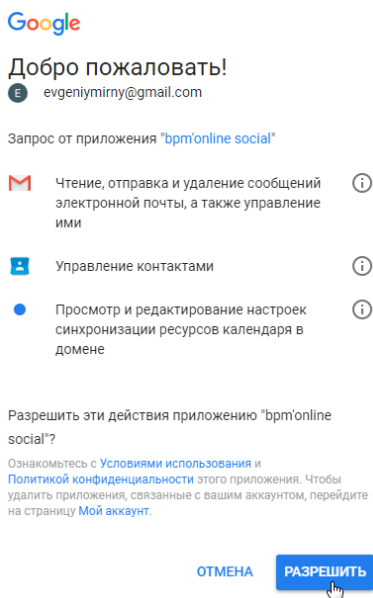 Google
Добро пожаловать!
E evgeniymirny@gmail.com
Запрос от приложения "bpm'online social"
Чтение, отправка и удаление сообщений
электронной почты, а также управление
ими
Управление контактами
Просмотр и редактирование настроек
синхронизации ресурсов календаря в
домене
Разрешить эти действия приложению "bpm'online
social"?
Ознакомьтесь с Условиями использования и
Политикой конфиденциальности этого приложения. Чтобы
удалить приложения, связанные с вашим аккаунтом, перейдите
на страницу Мой аккаунт.
ОТМЕНА РАЗРЕШИТЬ